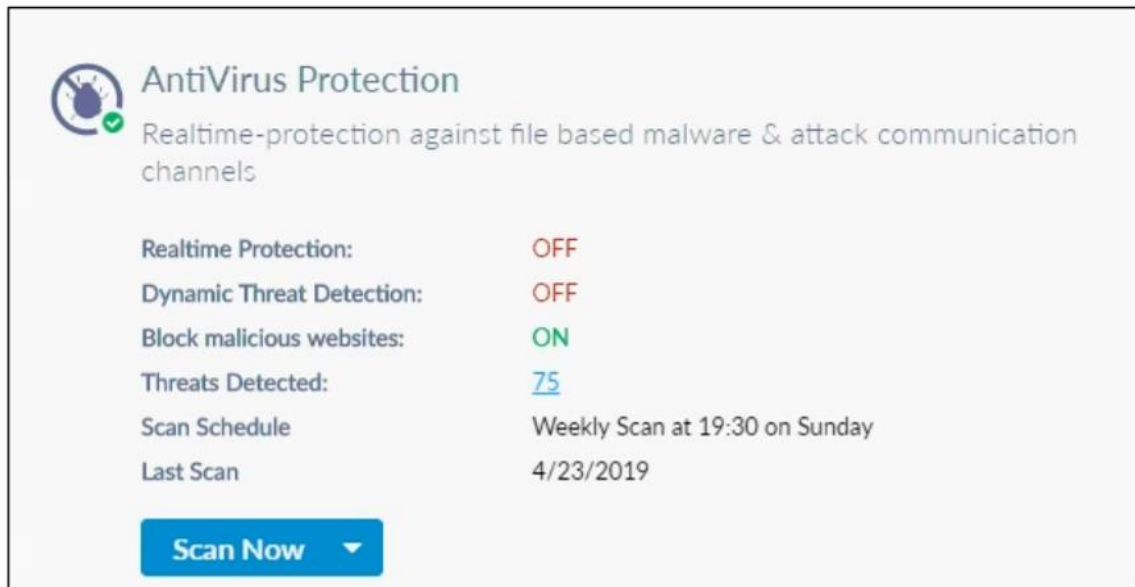 AntiVirus Protection
Realtime-protection against file based malware & attack communication
channels
Realtime Protection: OFF
Dynamic Threat Detection: OFF
Block malicious websites: ON
Threats Detected: 75
Scan Schedule Weekly Scan at 19:30 on Sunday
Last Scan 4/23/2019
Scan Now